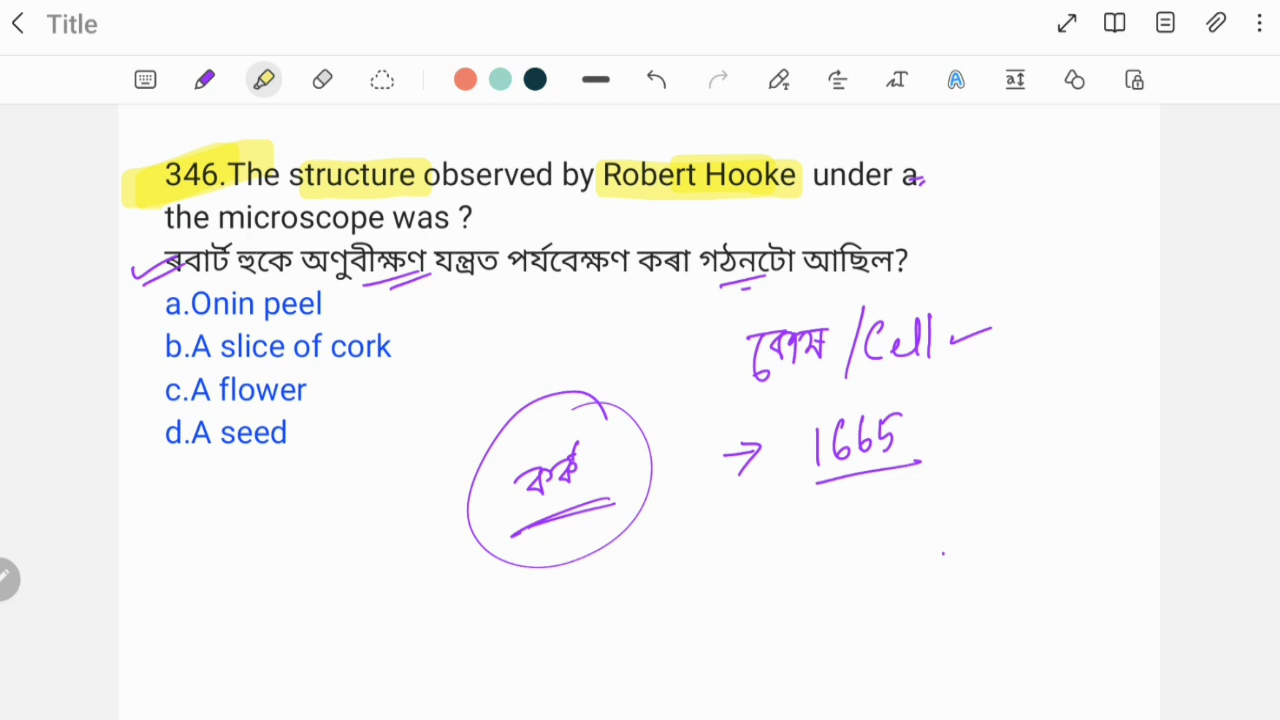 Title
346.The structure observed by Robert Hooke under a
the microscope was ?
ৰবাৰ্ট হুকে অণুবীক্ষণ যন্ত্ৰত পৰ্যবেক্ষণ কৰা গঠনটো আছিল?
a.Onin peel
b.A slice of cork
c.A flower
d.A seed
কোষ /Cell
কৰ্ক
→ 1665